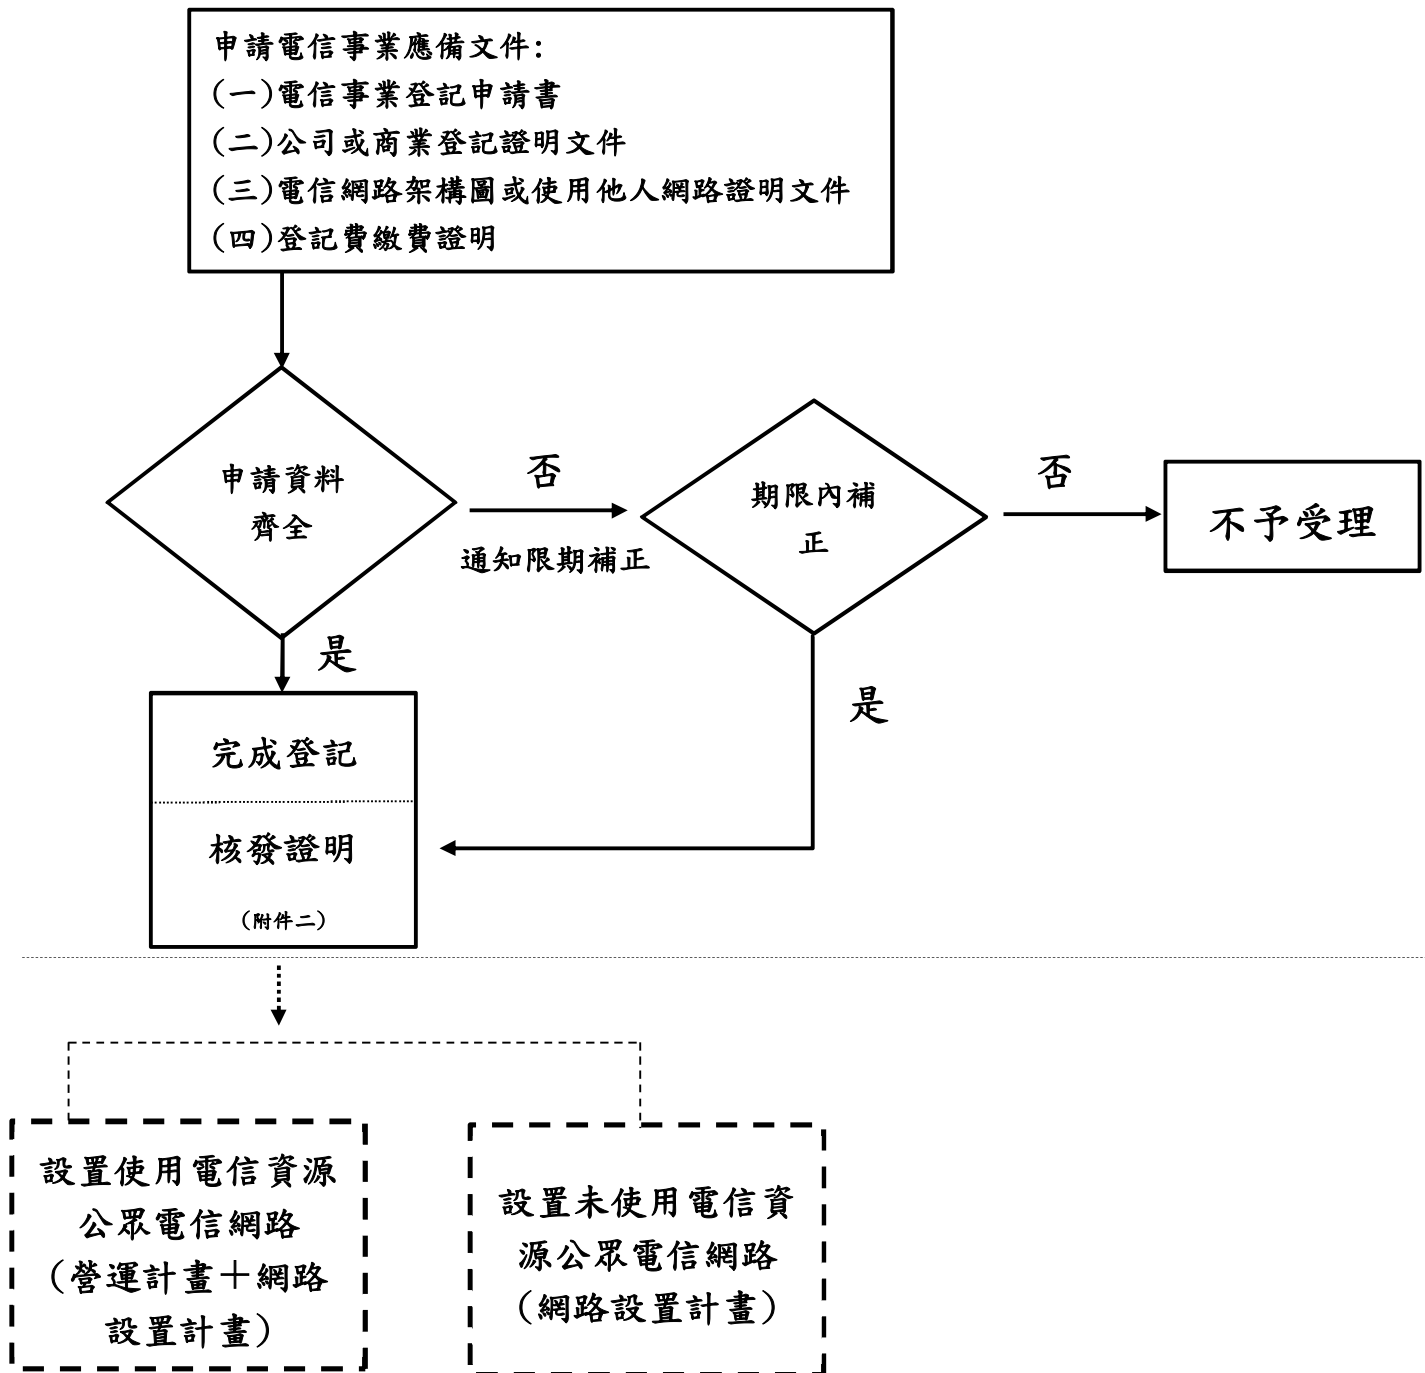 申請電信事業應備文件:
(一)電信事業登記申請書
(二)公司或商業登記證明文件
(三)電信網路架構圖或使用他人網路證明文件
(四)登記費繳費證明
申請資料
齊全
否
通知限期補正
期限內補
正
否
不予受理
是
是
完成登記
核發證明
(附件二)
設置使用電信資源
公眾電信網路
(營運計畫＋網路
設置計畫)
設置未使用電信資
源公眾電信網路
(網路設置計畫)